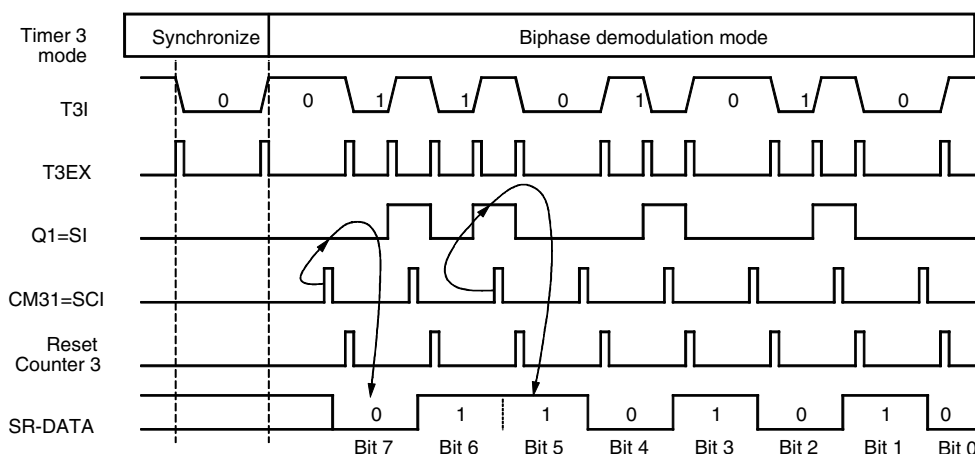 Timer 3
mode
Synchronize
Biphase demodulation mode
T3I
0 0 1 1 0 1 0 1 0
T3EX
Q1=SI
CM31=SCI
Reset
Counter 3
SR-DATA
0 1 1 0 1 0 1 0
Bit 7 Bit 6 Bit 5 Bit 4 Bit 3 Bit 2 Bit 1 Bit 0